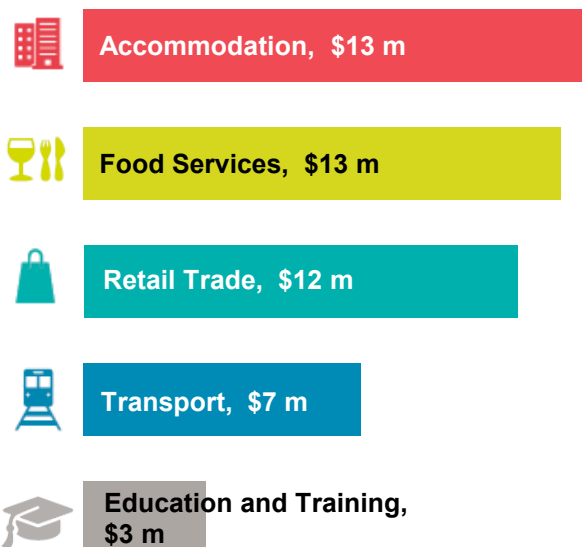 Accommodation, $13 m
Food Services, $13 m
Retail Trade, $12 m
Transport, $7 m
Education and Training,
$3 m